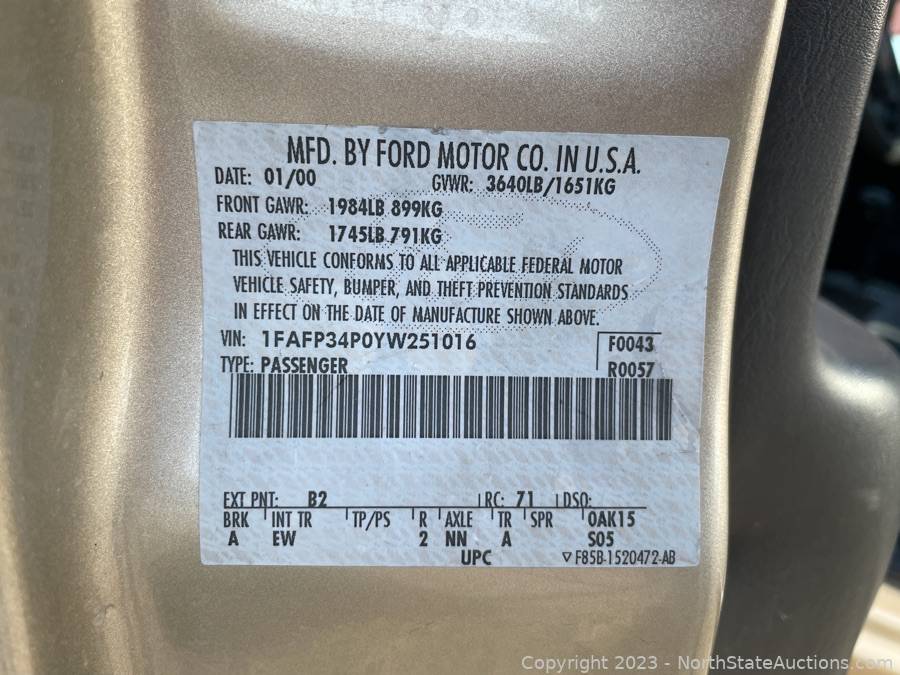 MFD. BY FORD MOTOR CO. IN U.S.A.
DATE: 01/00 GVWR: 3640LB/1651KG
FRONT GAWR: 1984LB 899KG
REAR GAWR: 1745LB 791KG
THIS VEHICLE CONFORMS TO ALL APPLICABLE FEDERAL MOTOR
VEHICLE SAFETY, BUMPER, AND THEFT PREVENTION STANDARDS
IN EFFECT ON THE DATE OF MANUFACTURE SHOWN ABOVE.
VIN: 1FAFP34P0YW251016 F0043
TYPE: PASSENGER R0057
EXT PNT: B2 RC: 71 DSO:
BRK INT TR TP/PS R AXLE TR SPR OAK15
A EW 2 NN A S05
UPC ▽ F85B-1520472-AB
Copyright © 2023 - NorthStateAuctions.com